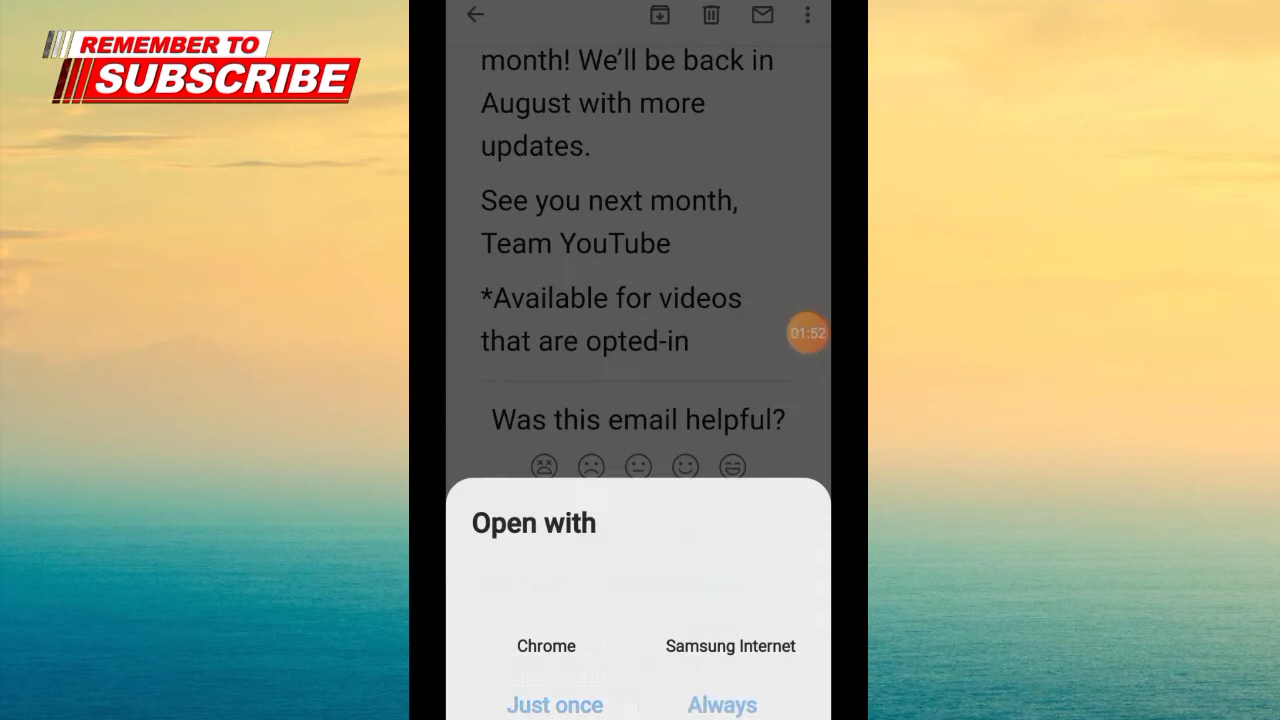 REMEMBER TO
SUBSCRIBE
month! We’ll be back in
August with more
updates.
See you next month,
Team YouTube
*Available for videos
that are opted-in
01:52
Was this email helpful?
Open with
Chrome
Samsung Internet
Just once
Always